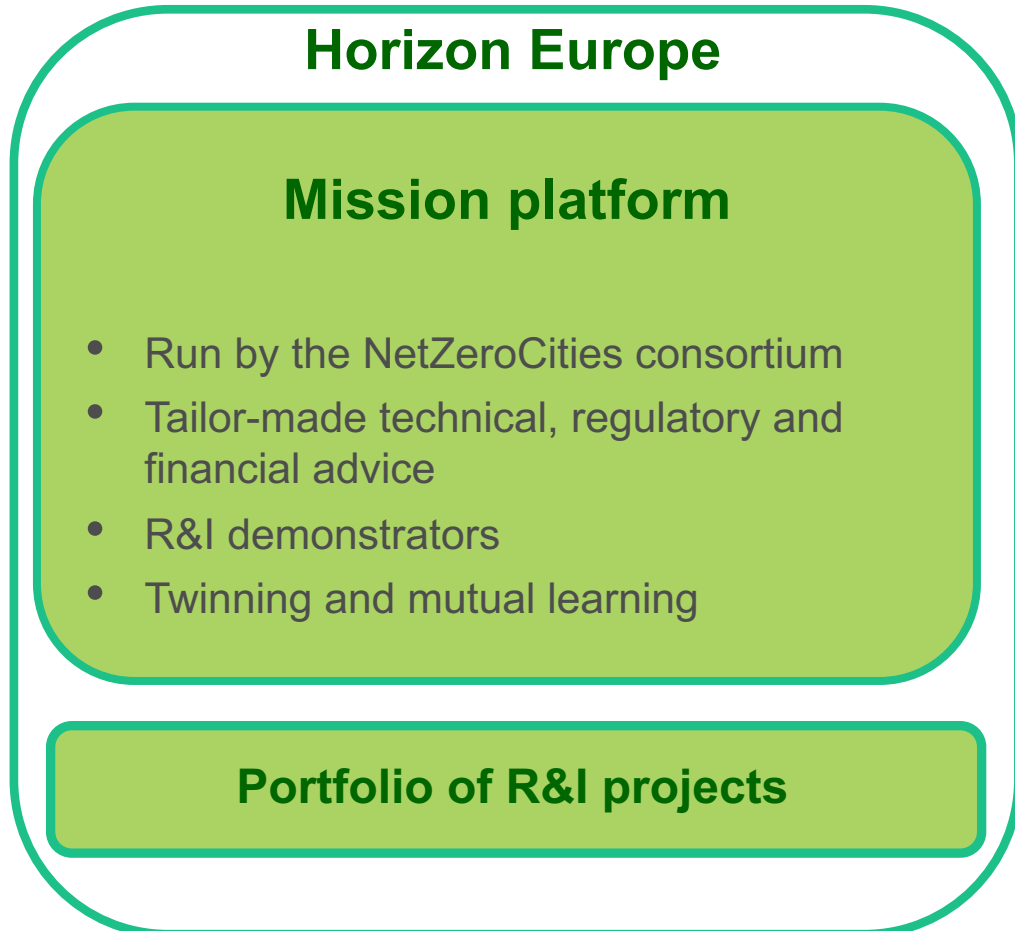 Horizon Europe
Mission platform
• Run by the NetZeroCities consortium
• Tailor-made technical, regulatory and
financial advice
• R&I demonstrators
• Twinning and mutual learning
Portfolio of R&I projects